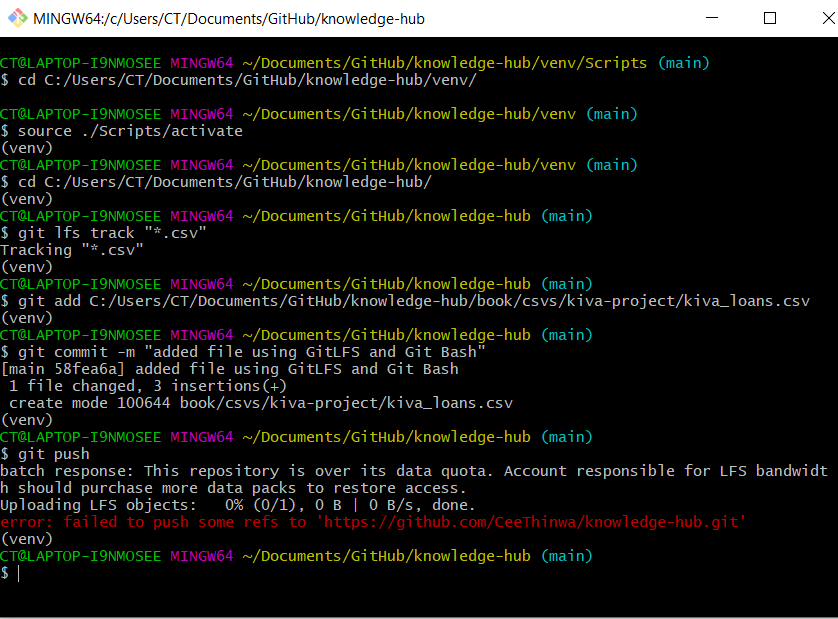 MINGW64:/c/Users/CT/Documents/GitHub/knowledge-hub
CT@LAPTOP-I9NMOSEE MINGW64 ~/Documents/GitHub/knowledge-hub/venv/Scripts (main)
$ cd C:/Users/CT/Documents/GitHub/knowledge-hub/venv/
CT@LAPTOP-I9NMOSEE MINGW64 ~/Documents/GitHub/knowledge-hub/venv (main)
$ source ./Scripts/activate
(venv)
CT@LAPTOP-I9NMOSEE MINGW64 ~/Documents/GitHub/knowledge-hub/venv (main)
$ cd C:/Users/CT/Documents/GitHub/knowledge-hub/
(venv)
CT@LAPTOP-I9NMOSEE MINGW64 ~/Documents/GitHub/knowledge-hub (main)
$ git lfs track "*.csv"
Tracking "*.csv"
(venv)
CT@LAPTOP-I9NMOSEE MINGW64 ~/Documents/GitHub/knowledge-hub (main)
$ git add C:/Users/CT/Documents/GitHub/knowledge-hub/book/csvs/kiva-project/kiva_loans.csv
(venv)
CT@LAPTOP-I9NMOSEE MINGW64 ~/Documents/GitHub/knowledge-hub (main)
$ git commit -m "added file using GitLFS and Git Bash"
[main 58fea6a] added file using GitLFS and Git Bash
 1 file changed, 3 insertions(+)
 create mode 100644 book/csvs/kiva-project/kiva_loans.csv
(venv)
CT@LAPTOP-I9NMOSEE MINGW64 ~/Documents/GitHub/knowledge-hub (main)
$ git push
batch response: This repository is over its data quota. Account responsible for LFS bandwidt
h should purchase more data packs to restore access.
Uploading LFS objects:   0% (0/1), 0 B | 0 B/s, done.
error: failed to push some refs to 'https://github.com/CeeThinwa/knowledge-hub.git'
(venv)
CT@LAPTOP-I9NMOSEE MINGW64 ~/Documents/GitHub/knowledge-hub (main)
$